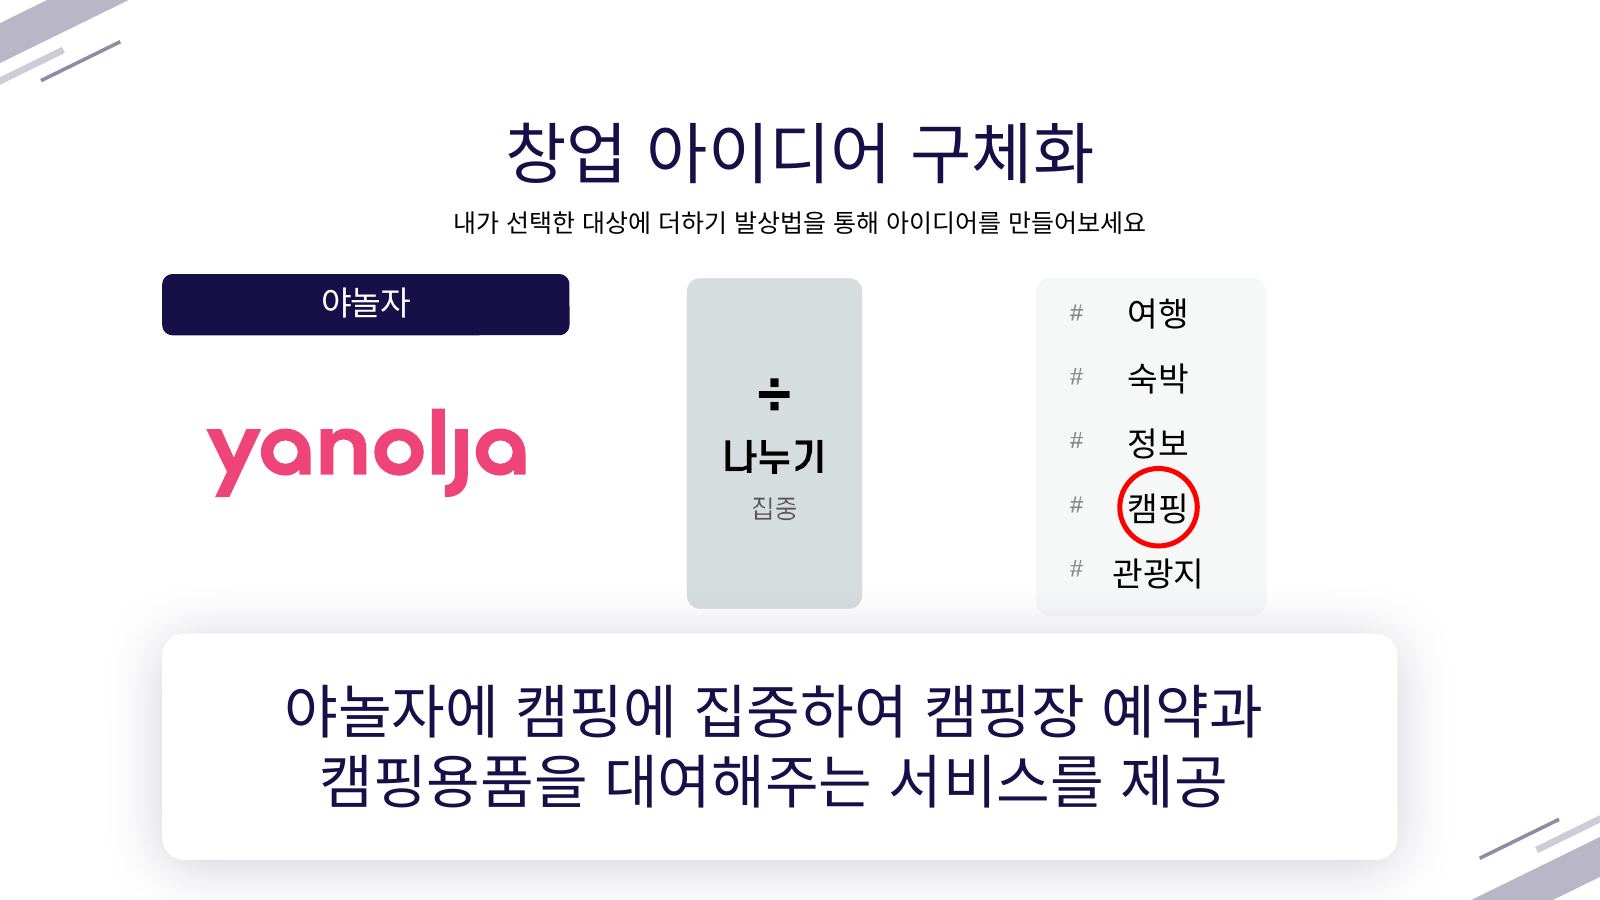 창업 아이디어 구체화
내가 선택한 대상에 더하기 발상법을 통해 아이디어를 만들어보세요
야놀자
yanolja
÷
나누기
집중
# 여행
# 숙박
# 정보
# 캠핑
# 관광지
야놀자에 캠핑에 집중하여 캠핑장 예약과
캠핑용품을 대여해주는 서비스를 제공